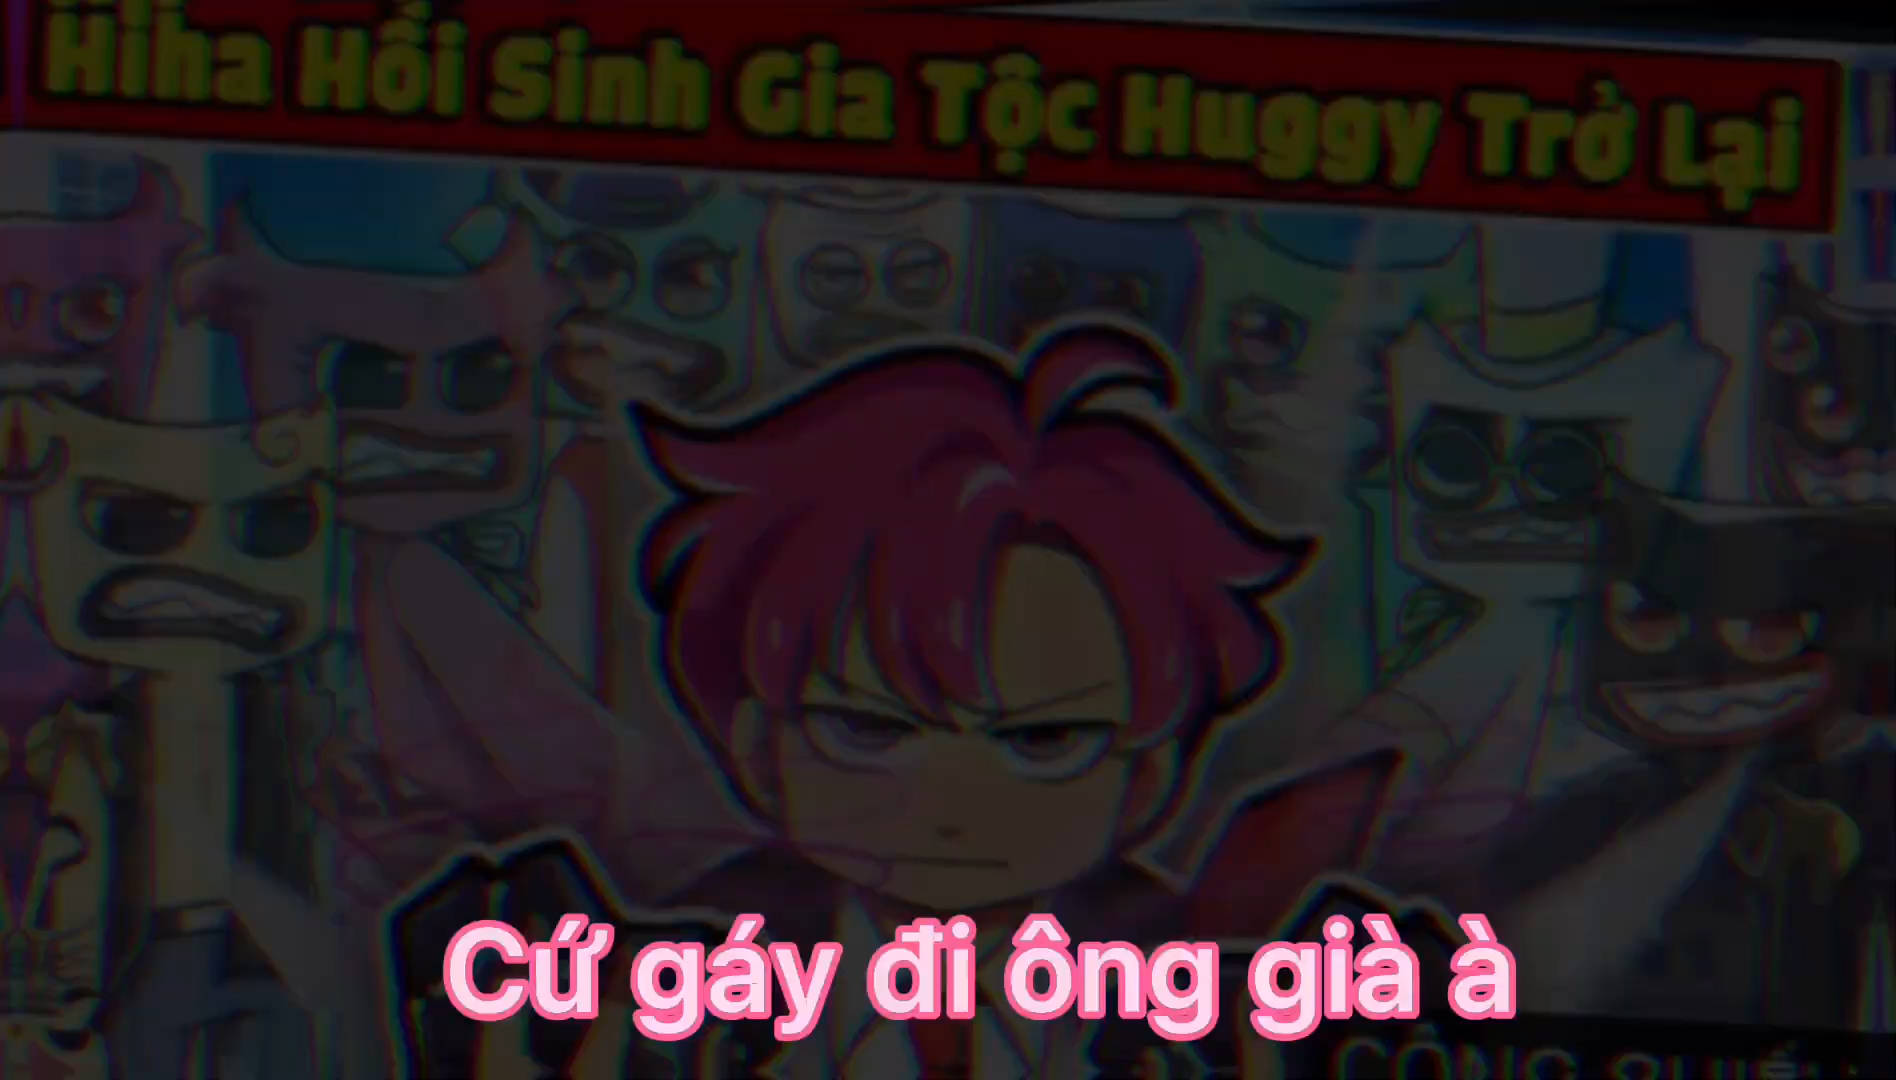 Hiha Hồi Sinh Gia Tộc Huggy Trở Lại
Cứ gáy đi ông già à